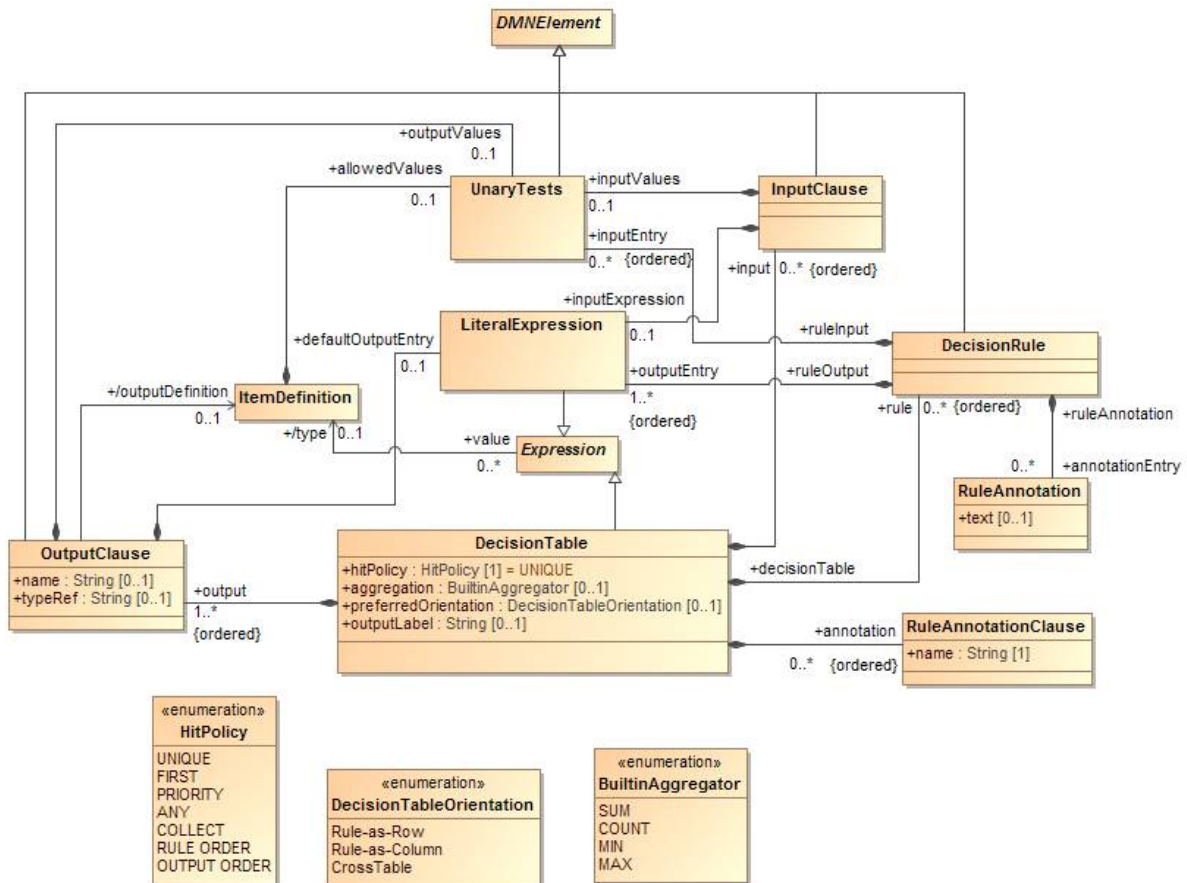 DMNElement
+outputValues
0..1
+allowedValues
0..1
UnaryTests
+inputValues
0..1
InputClause
+inputEntry
0..* {ordered}
+input 0..* {ordered}
+inputExpression
0..1
LiteralExpression
+ruleInput
DecisionRule
+defaultOutputEntry
0..1
+outputEntry
1..*
{ordered}
+ruleOutput
+/outputDefinition
0..1
ItemDefinition
+rule 0..* {ordered}
+ruleAnnotation
+/type 0..1
+value
0..*
Expression
0..* +annotationEntry
RuleAnnotation
+text [0..1]
OutputClause
+name : String [0..1]
+typeRef : String [0..1]
+output
1..*
{ordered}
DecisionTable
+hitPolicy : HitPolicy [1] = UNIQUE
+aggregation : BuiltinAggregator [0..1]
+preferredOrientation : DecisionTableOrientation [0..1]
+outputLabel : String [0..1]
+decisionTable
+annotation
0..* {ordered}
RuleAnnotationClause
+name : String [1]
«enumeration»
HitPolicy
UNIQUE
FIRST
PRIORITY
ANY
COLLECT
RULE ORDER
OUTPUT ORDER
«enumeration»
DecisionTableOrientation
Rule-as-Row
Rule-as-Column
CrossTable
«enumeration»
BuiltinAggregator
SUM
COUNT
MIN
MAX